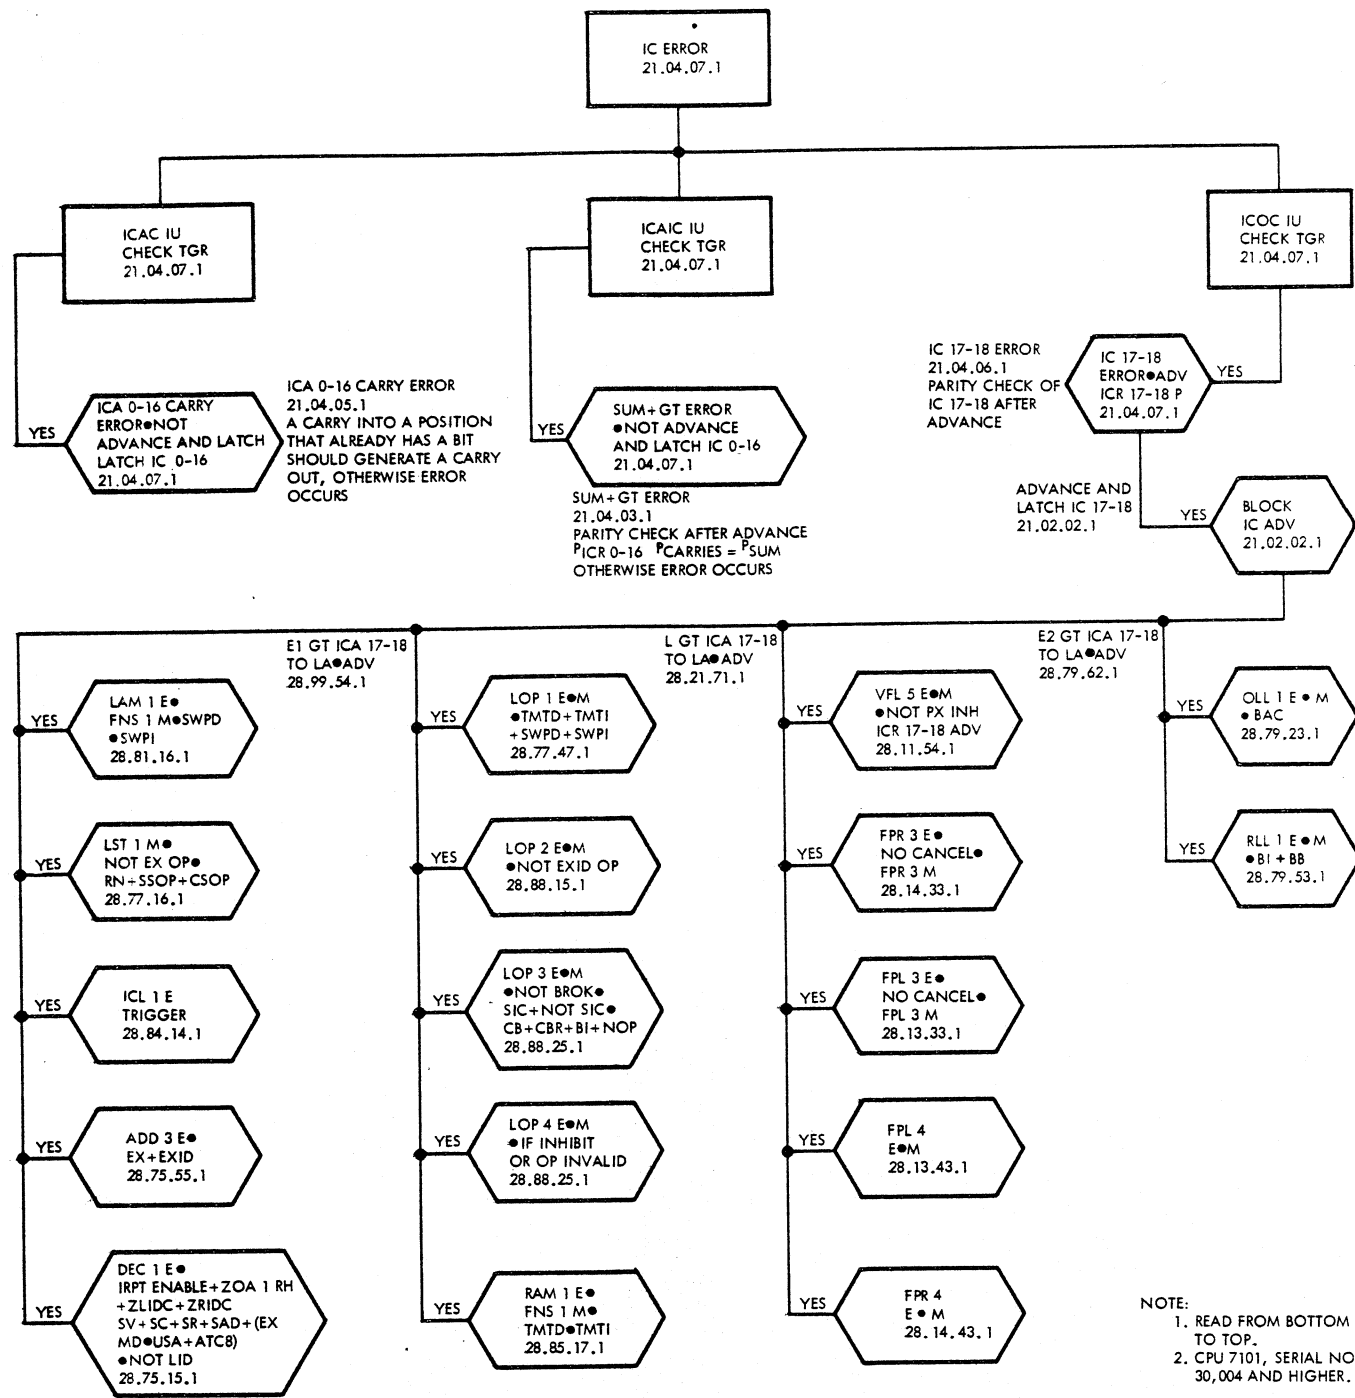 IC ERROR
21.04.07.1
ICAC IU
CHECK TGR
21.04.07.1
ICAIC IU
CHECK TGR
21.04.07.1
ICOC IU
CHECK TGR
21.04.07.1
YES
ICA 0-16 CARRY
ERROR●NOT
ADVANCE AND LATCH
LATCH IC 0-16
21.04.07.1
ICA 0-16 CARRY ERROR
21.04.05.1
A CARRY INTO A POSITION
THAT ALREADY HAS A BIT
SHOULD GENERATE A CARRY
OUT, OTHERWISE ERROR
OCCURS
YES
SUM+GT ERROR
●NOT ADVANCE
AND LATCH IC 0-16
21.04.07.1
SUM+GT ERROR
21.04.03.1
PARITY CHECK AFTER ADVANCE
PICR 0-16 PCARRIES = PSUM
OTHERWISE ERROR OCCURS
IC 17-18 ERROR
21.04.06.1
PARITY CHECK OF
IC 17-18 AFTER
ADVANCE
IC 17-18
ERROR●ADV
ICR 17-18 P
21.04.07.1
YES
ADVANCE AND
LATCH IC 17-18
21.02.02.1
YES
BLOCK
IC ADV
21.02.02.1
E1 GT ICA 17-18
TO LA●ADV
28.99.54.1
L GT ICA 17-18
TO LA●ADV
28.21.71.1
E2 GT ICA 17-18
TO LA●ADV
28.79.62.1
YES
LAM 1 E●
FNS 1 M●SWPD
●SWPI
28.81.16.1
YES
LOP 1 E●M
●TMTD+TMTI
+SWPD+SWPI
28.77.47.1
YES
VFL 5 E●M
●NOT PX INH
ICR 17-18 ADV
28.11.54.1
YES
OLL 1 E●M
●BAC
28.79.23.1
YES
LST 1 M●
NOT EX OP●
RN+SSOP+CSOP
28.77.16.1
YES
LOP 2 E●M
●NOT EXID OP
28.88.15.1
YES
FPR 3 E●
NO CANCEL●
FPR 3 M
28.14.33.1
YES
RLL 1 E●M
●BI + BB
28.79.53.1
YES
ICL 1 E
TRIGGER
28.84.14.1
YES
LOP 3 E●M
●NOT BROK●
SIC+NOT SIC●
CB+CBR+BI+NOP
28.88.25.1
YES
FPL 3 E●
NO CANCEL●
FPL 3 M
28.13.33.1
YES
ADD 3 E●
EX+EXID
28.75.55.1
YES
LOP 4 E●M
●IF INHIBIT
OR OP INVALID
28.88.25.1
YES
FPL 4
E●M
28.13.43.1
YES
DEC 1 E●
IRPT ENABLE+ZOA 1 RH
+ZLIDC+ZRIDC
SV+SC+SR+SAD+(EX
MD●USA+ATC8)
●NOT LID
28.75.15.1
YES
RAM 1 E●
FNS 1 M●
TMTD●TMTI
28.85.17.1
YES
FPR 4
E●M
28.14.43.1
NOTE:
1. READ FROM BOTTOM
TO TOP.
2. CPU 7101, SERIAL NO
30,004 AND HIGHER.